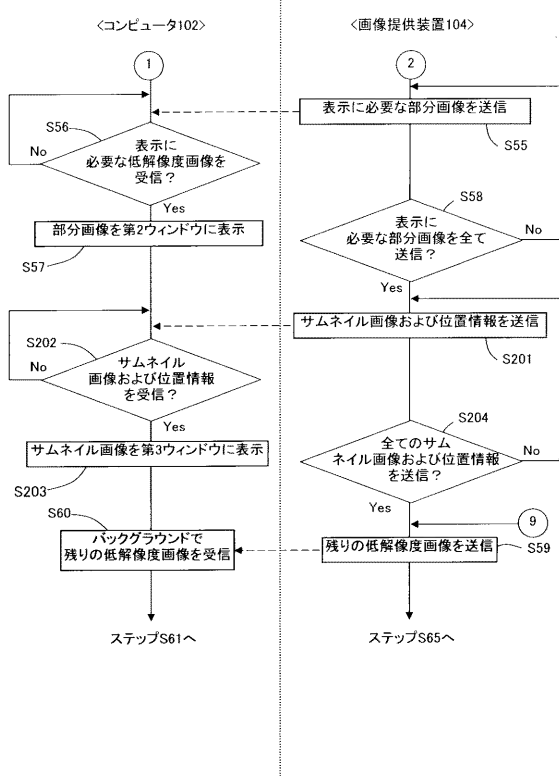 〈コンピュータ102〉
〈画像提供装置104〉
1
2
表示に必要な部分画像を送信
S55
S56
表示に
必要な低解像度画像を
受信？
No
Yes
部分画像を第2ウィンドウに表示
S57
S58
表示に
必要な部分画像を全て
送信？
No
Yes
サムネイル画像および位置情報を送信
S201
S202
サムネイル
画像および位置情報
を受信？
No
Yes
サムネイル画像を第3ウィンドウに表示
S203
S204
全てのサム
ネイル画像および位置情報
を送信？
No
Yes
9
S60
バックグラウンドで
残りの低解像度画像を受信
残りの低解像度画像を送信
S59
ステップS61へ
ステップS65へ